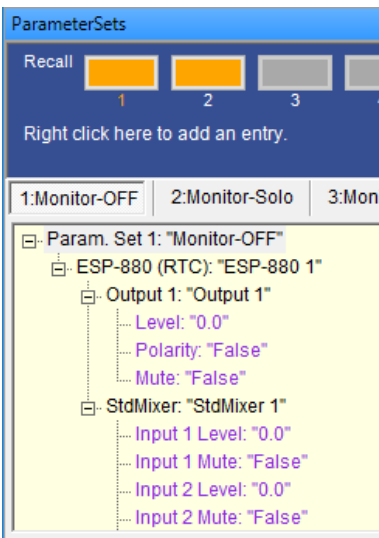 ParameterSets
Recall
1 2 3
Right click here to add an entry.
1:Monitor-OFF 2:Monitor-Solo 3:Mon
Param. Set 1: "Monitor-OFF"
ESP-880 (RTC): "ESP-880 1"
Output 1: "Output 1"
Level: "0.0"
Polarity: "False"
Mute: "False"
StdMixer: "StdMixer 1"
Input 1 Level: "0.0"
Input 1 Mute: "False"
Input 2 Level: "0.0"
Input 2 Mute: "False"